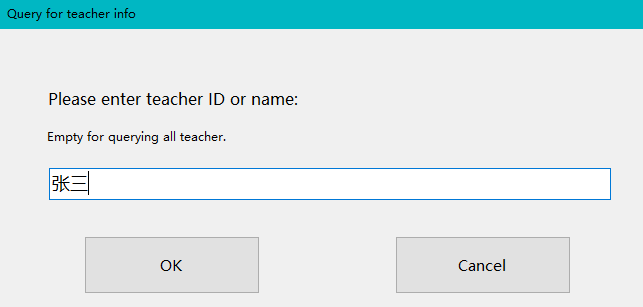 Query for teacher info
Please enter teacher ID or name:
Empty for querying all teacher.
张三
OK
Cancel